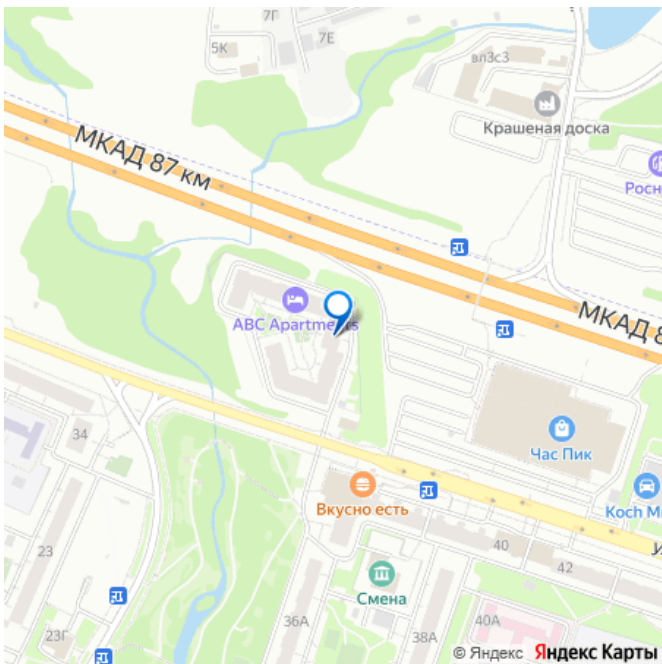 7Г
7Е
5К
вл3с3
Крашеная доска
МКАД 87 км
Росн
ABC Apartments
МКАД 8
Час Пик
34
Вкусно есть
Koch M
40
42
23
Смена
36А
38А
40А
23Г
© Яндекс Яндекс Карты